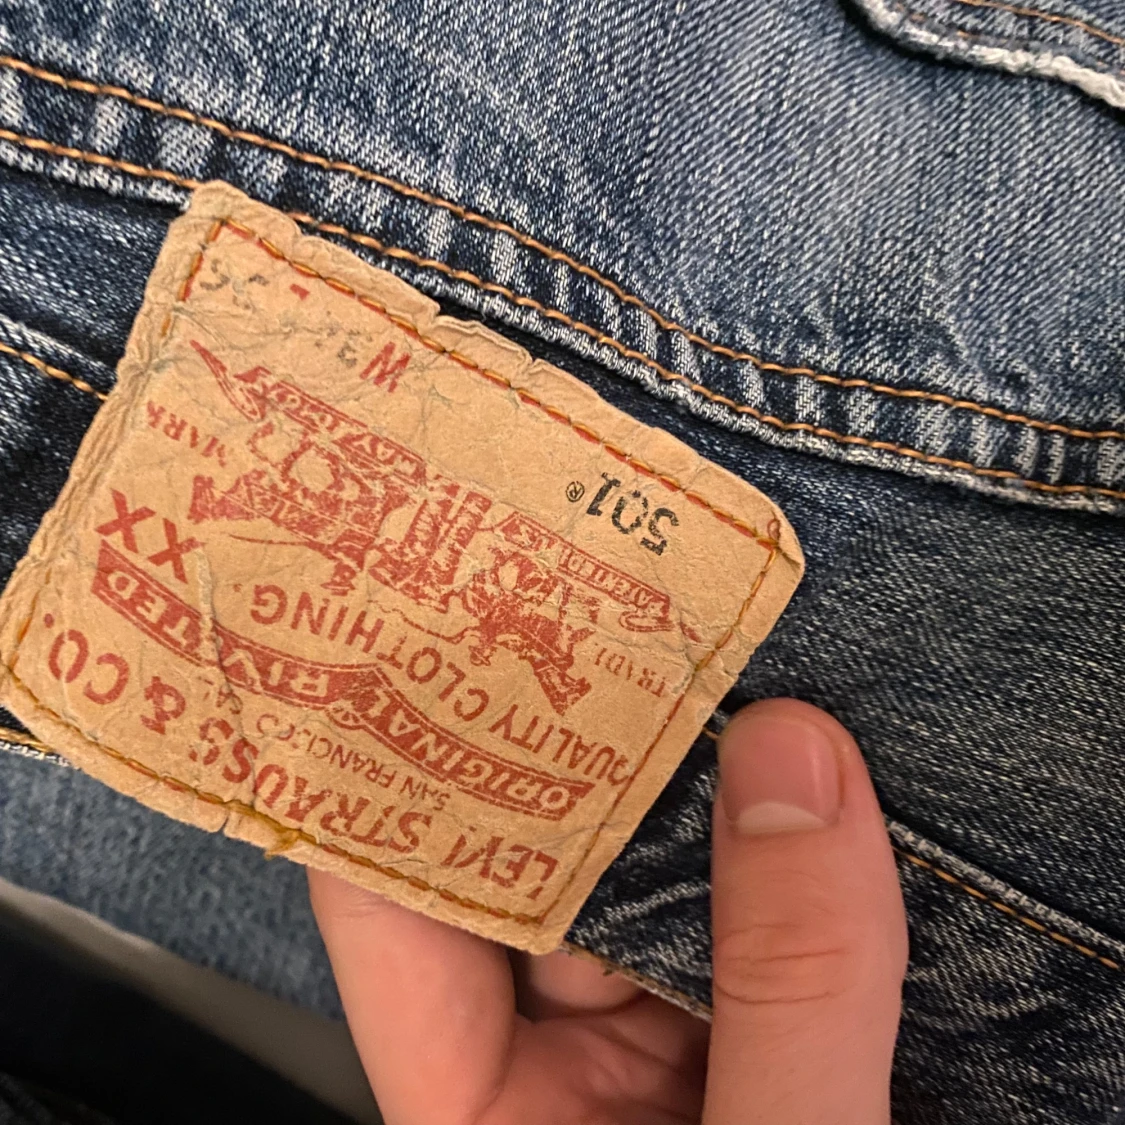 LEVI STRAUSS & CO.
SAN FRANCISCO CAL
ORIGINAL RIVETED
QUALITY CLOTHING.
XX
TRADE MARK
501®
W